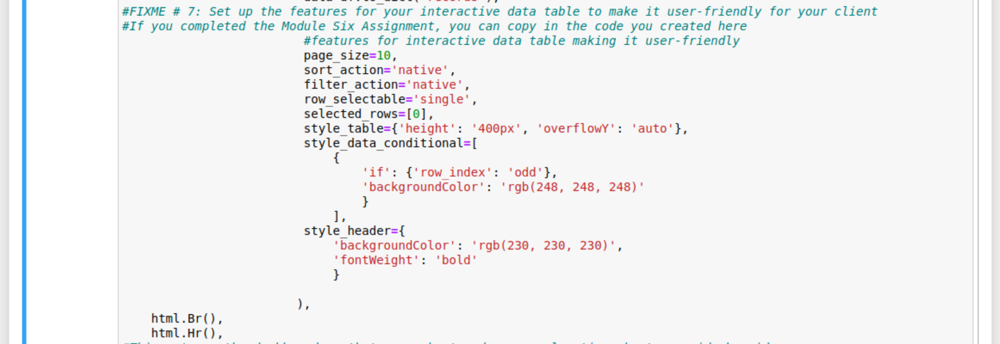 #FIXME # 7: Set up the features for your interactive data table to make it user-friendly for your client
#If you completed the Module Six Assignment, you can copy in the code you created here
#features for interactive data table making it user-friendly
page_size=10,
sort_action='native',
filter_action='native',
row_selectable='single',
selected_rows=[0],
style_table={'height': '400px', 'overflowY': 'auto'},
style_data_conditional=[
{
'if': {'row_index': 'odd'},
'backgroundColor': 'rgb(248, 248, 248)'
}
],
style_header={
'backgroundColor': 'rgb(230, 230, 230)',
'fontWeight': 'bold'
}
),
html.Br(),
html.Hr(),